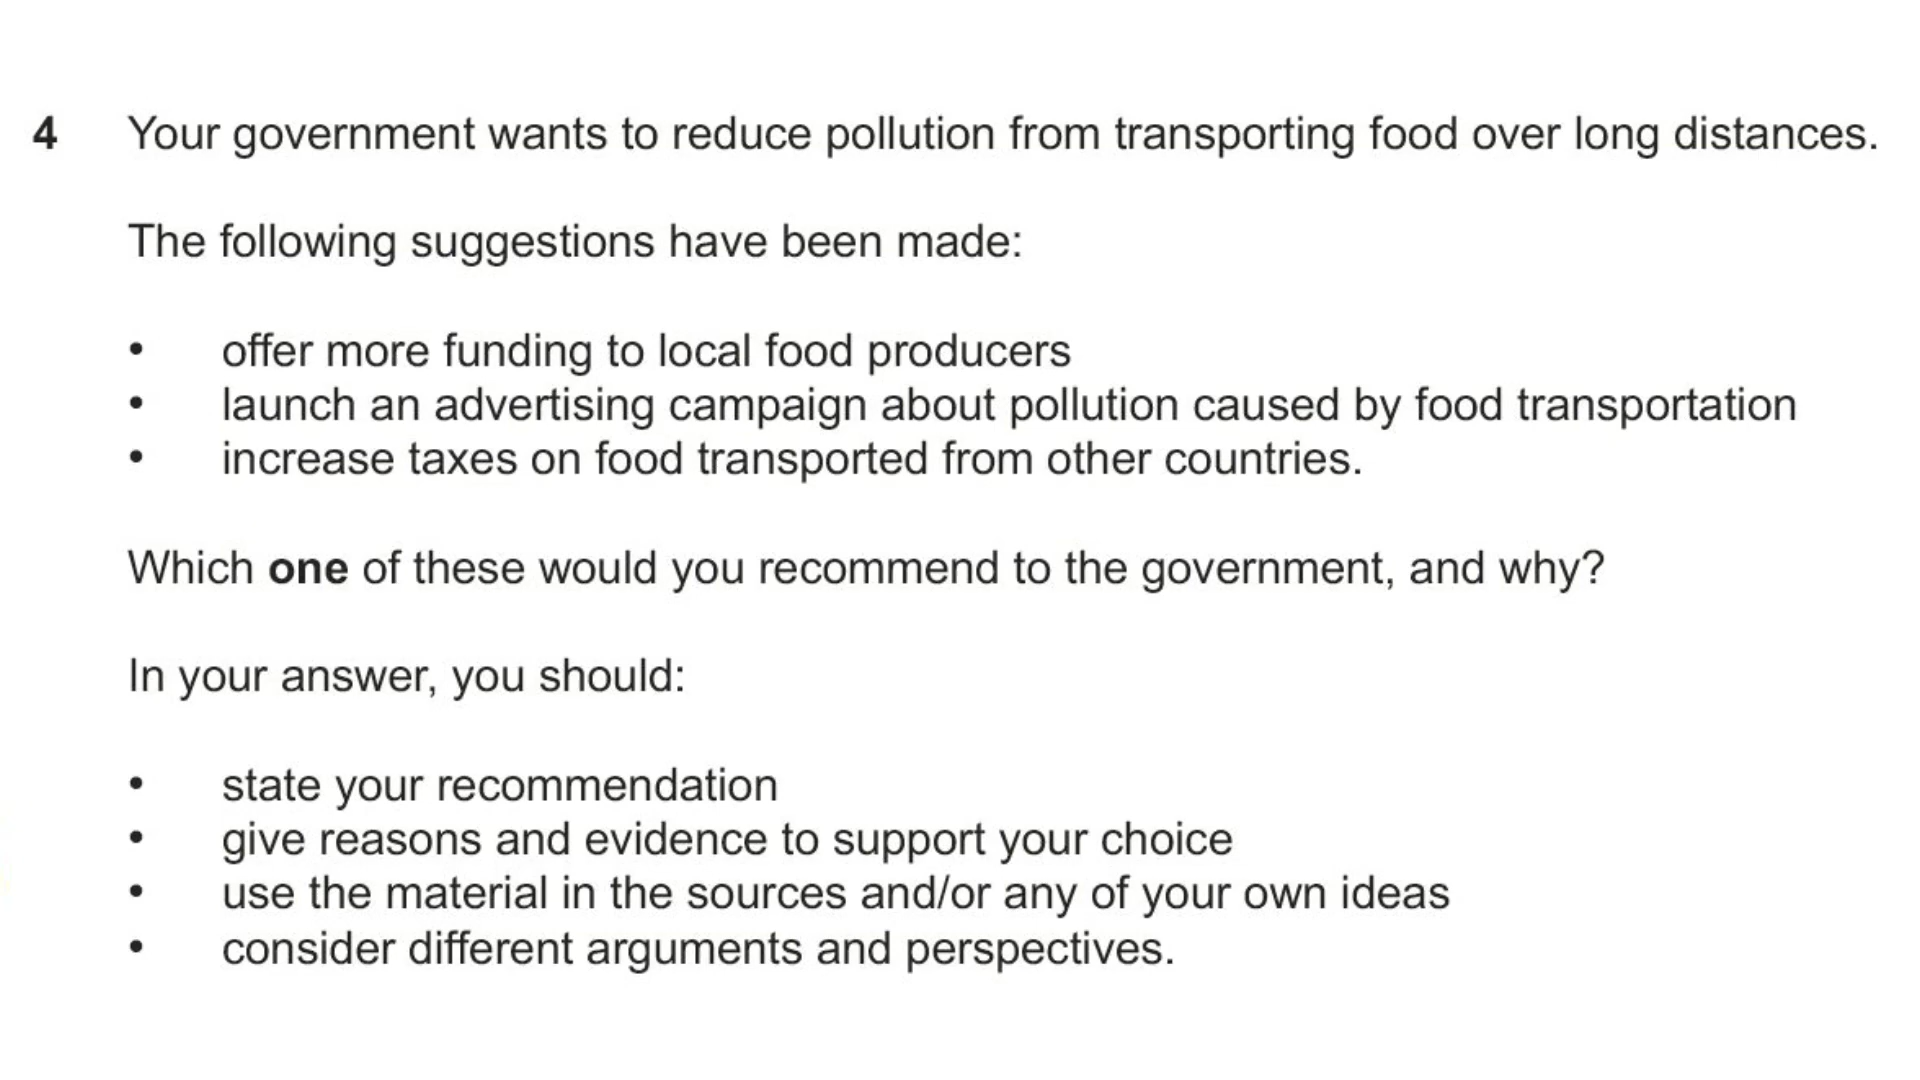 4 Your government wants to reduce pollution from transporting food over long distances.
The following suggestions have been made:
• offer more funding to local food producers
• launch an advertising campaign about pollution caused by food transportation
• increase taxes on food transported from other countries.
Which one of these would you recommend to the government, and why?
In your answer, you should:
• state your recommendation
• give reasons and evidence to support your choice
• use the material in the sources and/or any of your own ideas
• consider different arguments and perspectives.